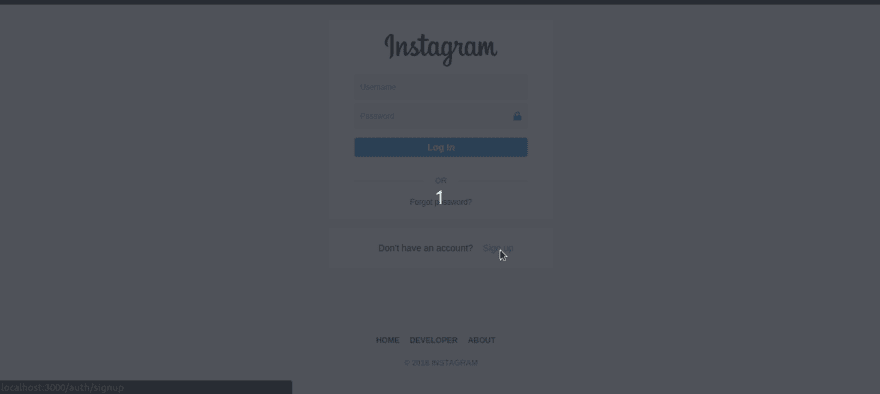 Instagram
Username
Password
Log In
OR
1
Forgot password?
Don't have an account? Sign up
HOME DEVELOPER ABOUT
© 2018 INSTAGRAM
localhost:3000/auth/signup